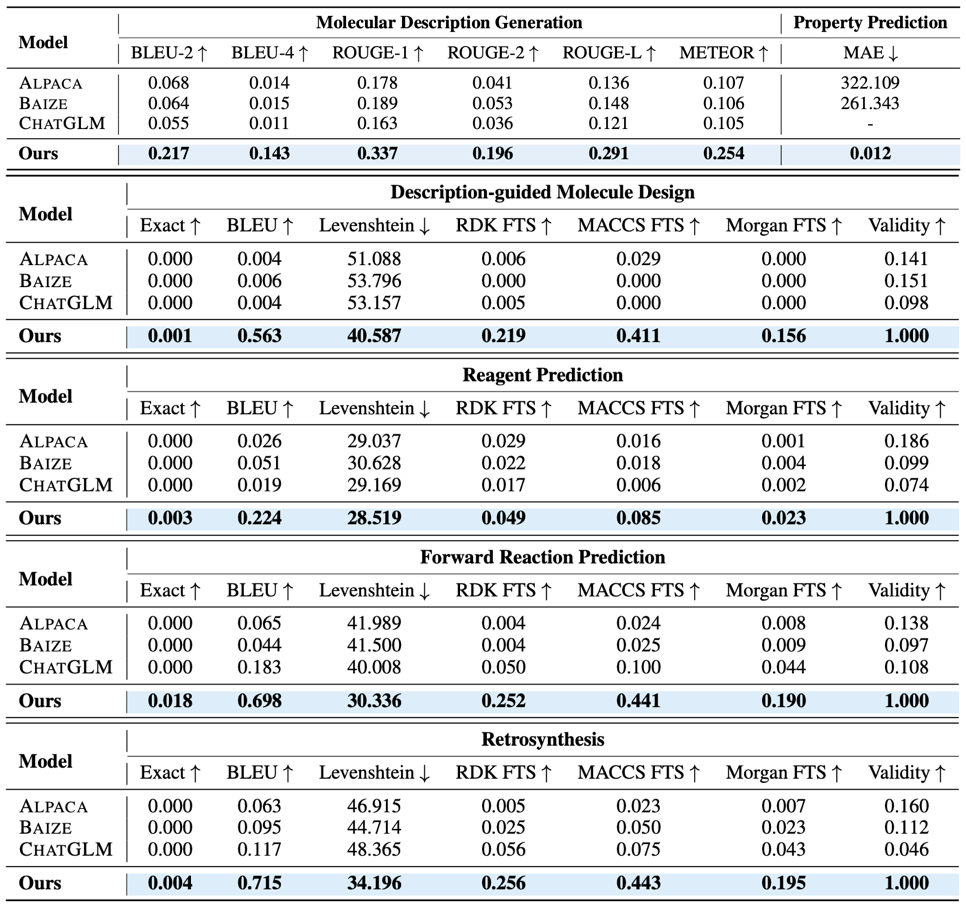 Model Molecular Description Generation Property Prediction
BLEU-2 ↑ BLEU-4 ↑ ROUGE-1 ↑ ROUGE-2 ↑ ROUGE-L ↑ METEOR ↑ MAE ↓
ALPACA 0.068 0.014 0.178 0.041 0.136 0.107 322.109
BAIZE 0.064 0.015 0.189 0.053 0.148 0.106 261.343
CHATGLM 0.055 0.011 0.163 0.036 0.121 0.105 -
Ours 0.217 0.143 0.337 0.196 0.291 0.254 0.012
Model Description-guided Molecule Design
Exact ↑ BLEU ↑ Levenshtein ↓ RDK FTS ↑ MACCS FTS ↑ Morgan FTS ↑ Validity ↑
ALPACA 0.000 0.004 51.088 0.006 0.029 0.000 0.141
BAIZE 0.000 0.006 53.796 0.000 0.000 0.000 0.151
CHATGLM 0.000 0.004 53.157 0.005 0.000 0.000 0.098
Ours 0.001 0.563 40.587 0.219 0.411 0.156 1.000
Model Reagent Prediction
Exact ↑ BLEU ↑ Levenshtein ↓ RDK FTS ↑ MACCS FTS ↑ Morgan FTS ↑ Validity ↑
ALPACA 0.000 0.026 29.037 0.029 0.016 0.001 0.186
BAIZE 0.000 0.051 30.628 0.022 0.018 0.004 0.099
CHATGLM 0.000 0.019 29.169 0.017 0.006 0.002 0.074
Ours 0.003 0.224 28.519 0.049 0.085 0.023 1.000
Model Forward Reaction Prediction
Exact ↑ BLEU ↑ Levenshtein ↓ RDK FTS ↑ MACCS FTS ↑ Morgan FTS ↑ Validity ↑
ALPACA 0.000 0.065 41.989 0.004 0.024 0.008 0.138
BAIZE 0.000 0.044 41.500 0.004 0.025 0.009 0.097
CHATGLM 0.000 0.183 40.008 0.050 0.100 0.044 0.108
Ours 0.018 0.698 30.336 0.252 0.441 0.190 1.000
Model Retrosynthesis
Exact ↑ BLEU ↑ Levenshtein ↓ RDK FTS ↑ MACCS FTS ↑ Morgan FTS ↑ Validity ↑
ALPACA 0.000 0.063 46.915 0.005 0.023 0.007 0.160
BAIZE 0.000 0.095 44.714 0.025 0.050 0.023 0.112
CHATGLM 0.000 0.117 48.365 0.056 0.075 0.043 0.046
Ours 0.004 0.715 34.196 0.256 0.443 0.195 1.000